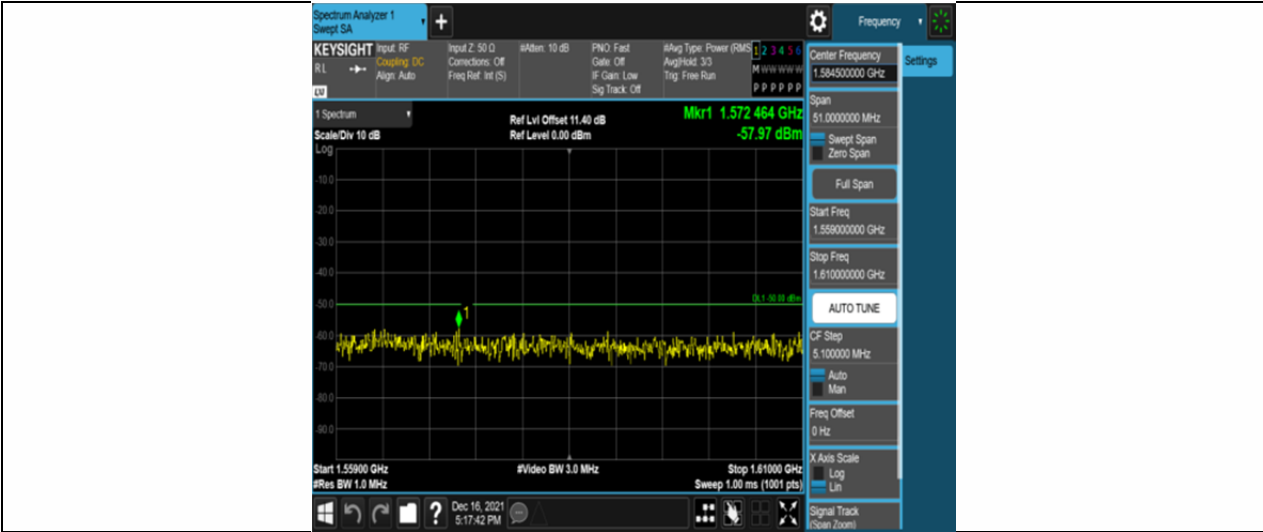 Spectrum Analyzer 1
Swept SA
+
Frequency
KEYSIGHT
Input: RF
Coupling: DC
Align: Auto
RL
LV
Input Z: 50 Ω
Corrections: Off
Freq Ref: Int (S)
#Atten: 10 dB
PNO: Fast
Gate: Off
IF Gain: Low
Sig Track: Off
#Avg Type: Power (RMS
Avg|Hold: 3/3
Trig: Free Run
1 2 3 4 5 6
M W W W W W
P P P P P P
Center Frequency
1.584500000 GHz
Settings
Span
51.0000000 MHz
Swept Span
Zero Span
Full Span
Start Freq
1.559000000 GHz
Stop Freq
1.610000000 GHz
AUTO TUNE
CF Step
5.100000 MHz
Auto
Man
Freq Offset
0 Hz
X Axis Scale
Log
Lin
Signal Track
(Span Zoom)
1 Spectrum
Scale/Div 10 dB
Log
Ref Lvl Offset 11.40 dB
Ref Level 0.00 dBm
Mkr1 1.572 464 GHz
-57.97 dBm
-10.0
-20.0
-30.0
-40.0
-50.0
DL1 -50.00 dBm
1
-60.0
-70.0
-80.0
-90.0
Start 1.55900 GHz
#Res BW 1.0 MHz
#Video BW 3.0 MHz
Stop 1.61000 GHz
Sweep 1.00 ms (1001 pts)
?
Dec 16, 2021
5:17:42 PM